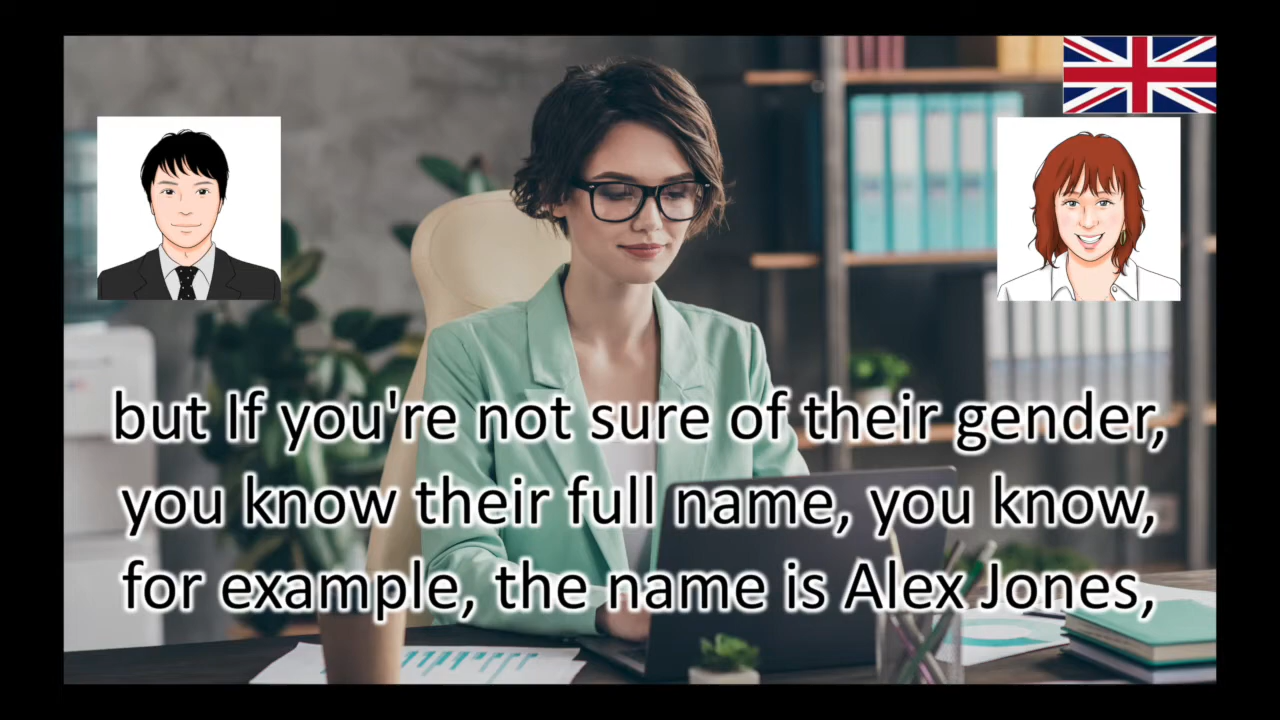 but If you're not sure of their gender,
you know their full name, you know,
for example, the name is Alex Jones,